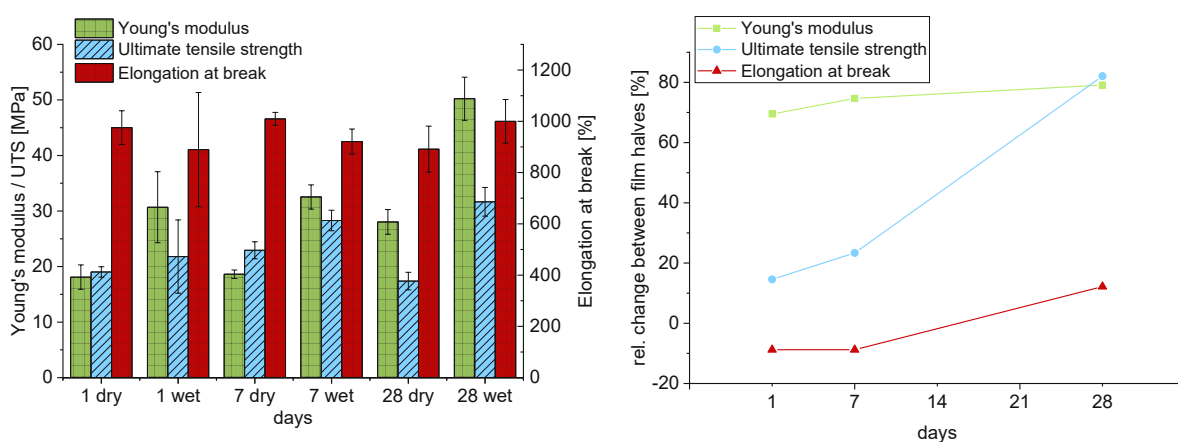 Young's modulus
Ultimate tensile strength
Elongation at break
Young's modulus / UTS [MPa]
60
50
40
30
20
10
0
1200
1000
800
600
400
200
0
Elongation at break [%]
1 dry
1 wet
7 dry
7 wet
28 dry
28 wet
days
Young's modulus
Ultimate tensile strength
Elongation at break
rel. change between film halves [%]
80
60
40
20
0
-20
1
7
14
21
28
days